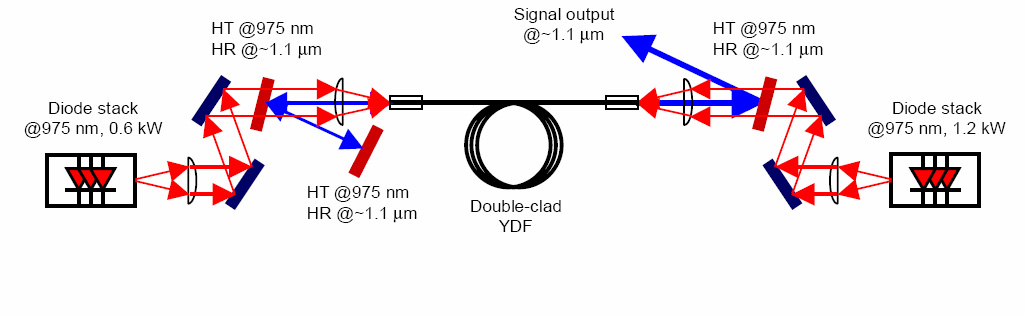 Signal output
@~1.1 μm
HT @975 nm
HR @~1.1 μm
HT @975 nm
HR @~1.1 μm
Diode stack
@975 nm, 0.6 kW
Diode stack
@975 nm, 1.2 kW
HT @975 nm
HR @~1.1 μm
Double-clad
YDF